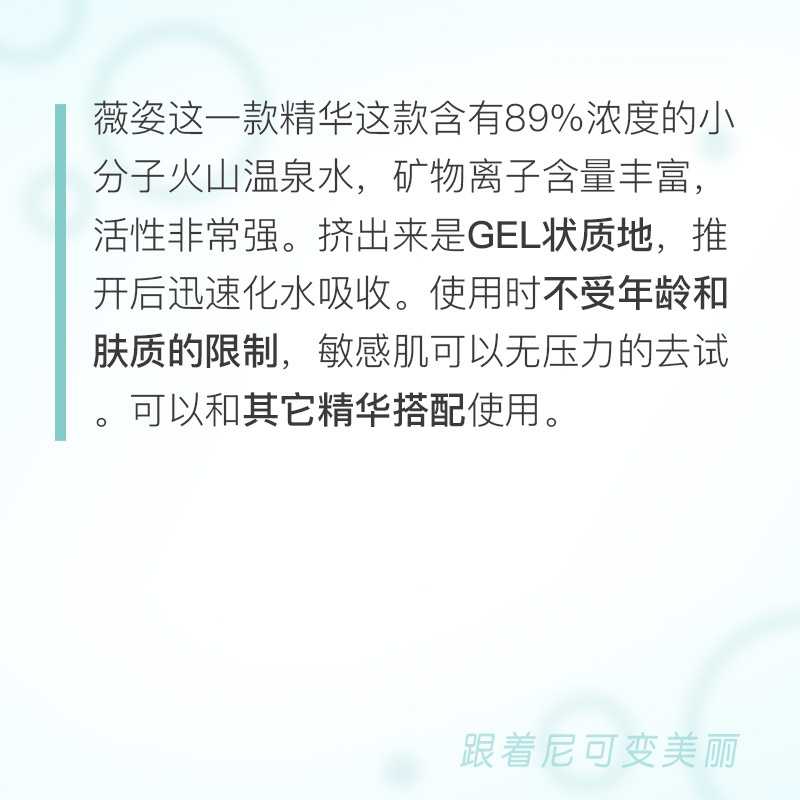 薇姿这一款精华这款含有89%浓度的小
分子火山温泉水，矿物离子含量丰富，
活性非常强。挤出来是GEL状质地，推
开后迅速化水吸收。使用时不受年龄和
肤质的限制，敏感肌可以无压力的去试
。可以和其它精华搭配使用。
跟着尼可变美丽